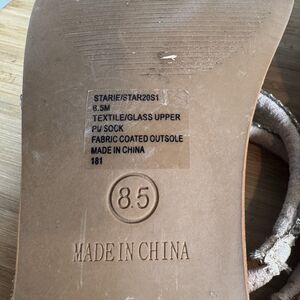 STARIE/STAR20S1
8.5M
TEXTILE/GLASS UPPER
PU SOCK
FABRIC COATED OUTSOLE
MADE IN CHINA
181
8.5
MADE IN CHINA